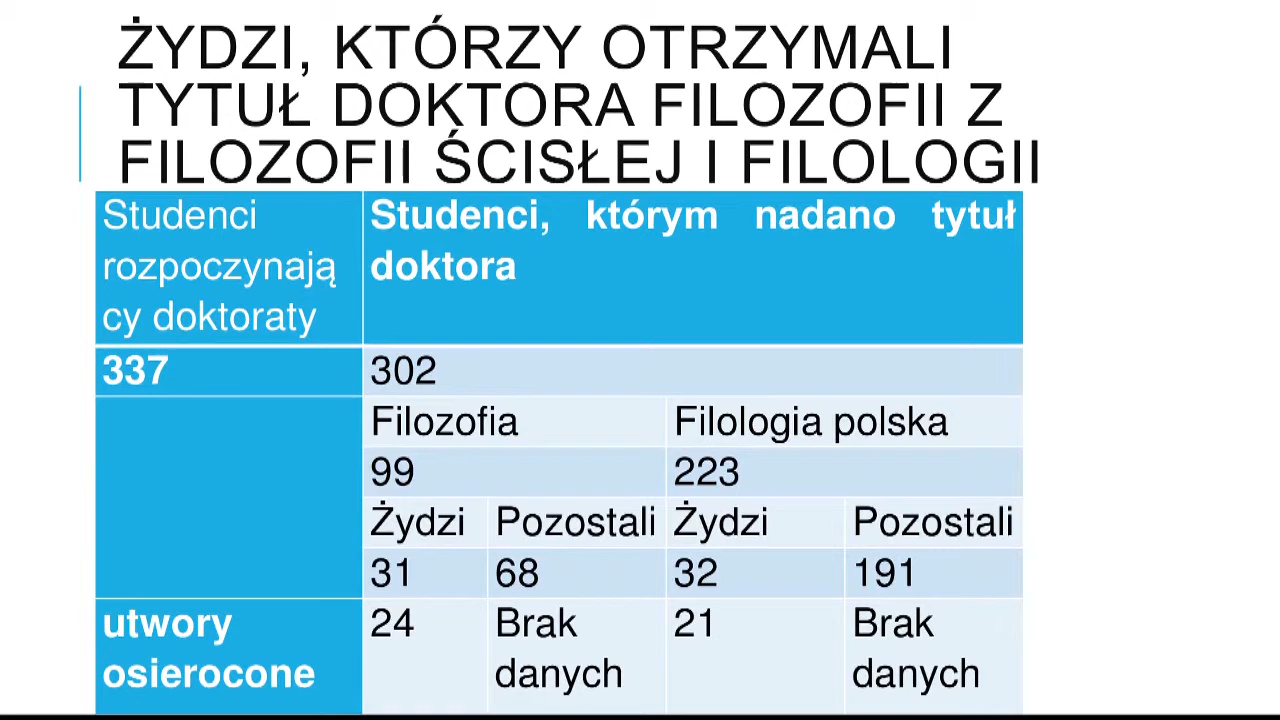 ŻYDZI, KTÓRZY OTRZYMALI
TYTUŁ DOKTORA FILOZOFII Z
FILOZOFII ŚCISŁEJ I FILOLOGII
Studenci
rozpoczynają
cy doktoraty
Studenci, którym nadano tytuł
doktora
337
302
Filozofia
Filologia polska
99
223
Żydzi
Pozostali
Żydzi
Pozostali
31
68
32
191
utwory
osierocone
24
Brak
danych
21
Brak
danych